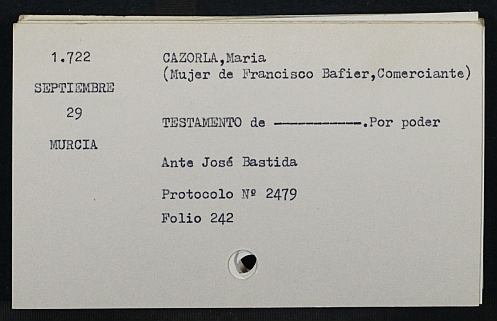 1.722
SEPTIEMBRE
29
MURCIA
CAZORLA,Maria
(Mujer de Francisco Bafier,Comerciante)
TESTAMENTO de -----------.Por poder
Ante José Bastida
Protocolo Nº 2479
Folio 242